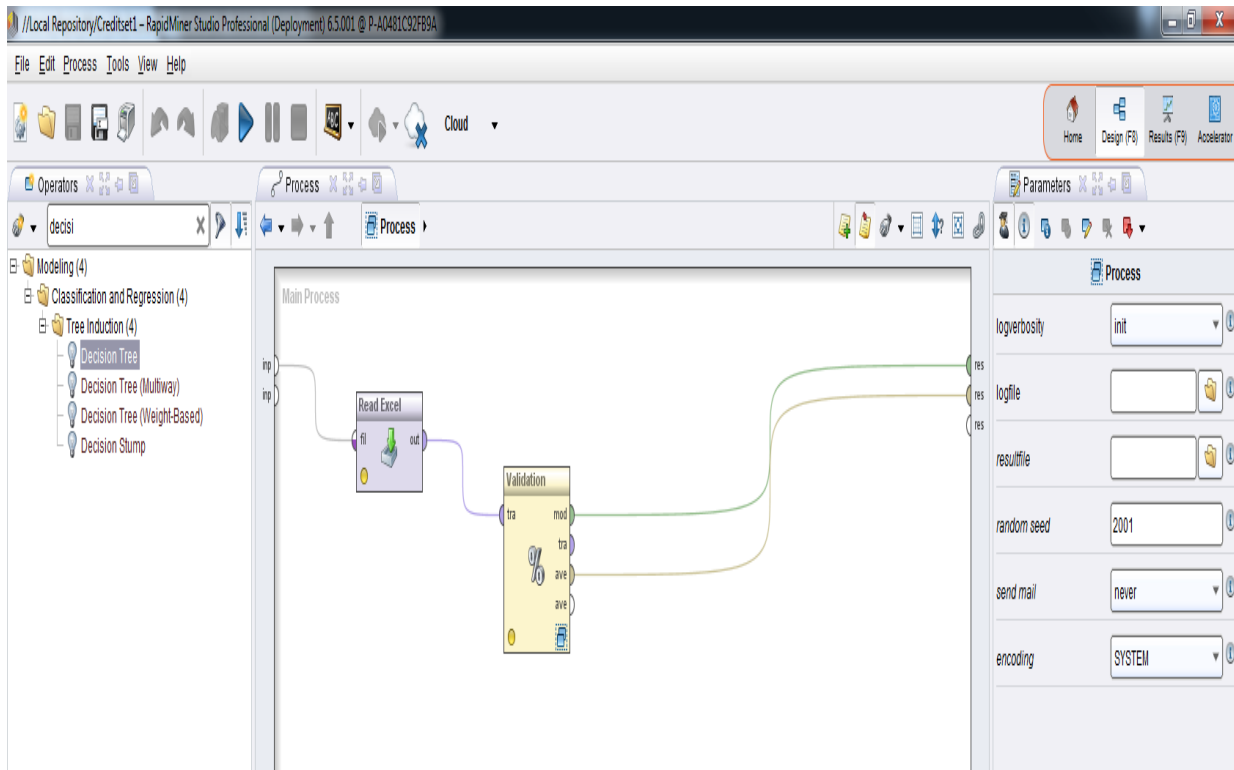 //Local Repository/Creditset1 – RapidMiner Studio Professional (Deployment) 6.5.001 @ P-A0481C92FB9A
File Edit Process Tools View Help
ABC
Cloud
Home
Design (F8)
Results (F9)
Accelerator
Operators
Process
Parameters
decisi
Process
Modeling (4)
Classification and Regression (4)
Tree Induction (4)
Decision Tree
Decision Tree (Multiway)
Decision Tree (Weight-Based)
Decision Stump
Main Process
inp
inp
Read Excel
fil
out
Validation
tra
mod
tra
ave
ave
%
res
res
res
Process
logverbosity
init
logfile
resultfile
random seed
2001
send mail
never
encoding
SYSTEM